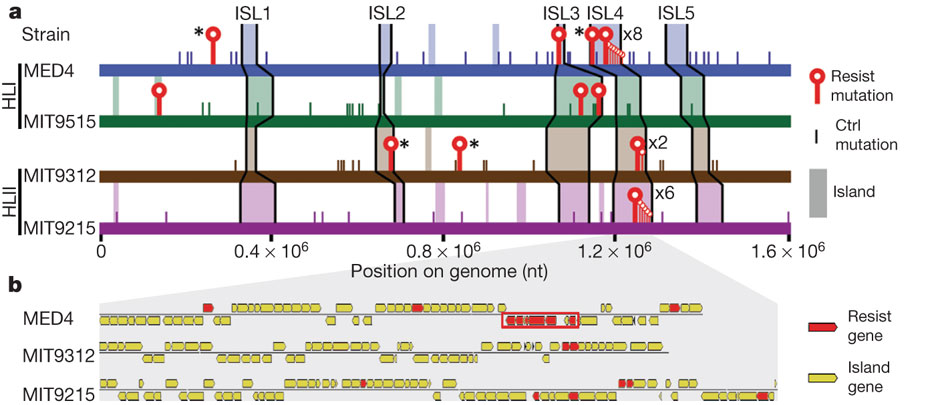 a
ISL1 ISL2 ISL3 ISL4 ISL5
Strain * * x8
MED4
HLI
MIT9515
* * x2
MIT9312
HLII
x6
MIT9215
Resist mutation
Ctrl mutation
Island
0 0.4 × 10⁶ 0.8 × 10⁶ 1.2 × 10⁶ 1.6 × 10⁶
Position on genome (nt)
b
MED4
MIT9312
MIT9215
Resist gene
Island gene